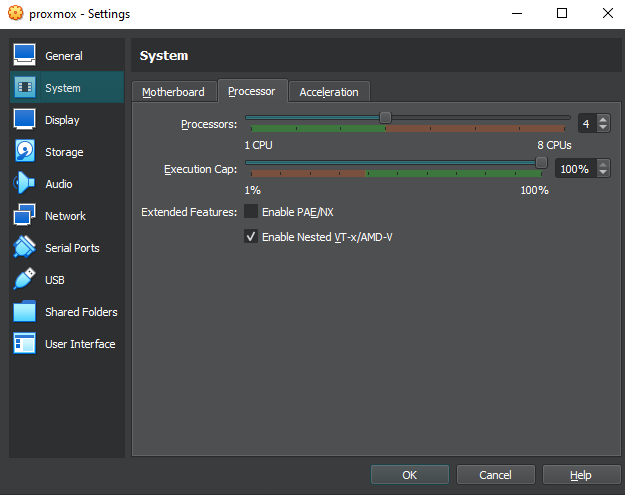 proxmox - Settings
General
System
Display
Storage
Audio
Network
Serial Ports
USB
Shared Folders
User Interface
System
Motherboard Processor Acceleration
Processors: 4
1 CPU 8 CPUs
Execution Cap: 100%
1% 100%
Extended Features: Enable PAE/NX
Enable Nested VT-x/AMD-V
OK Cancel Help